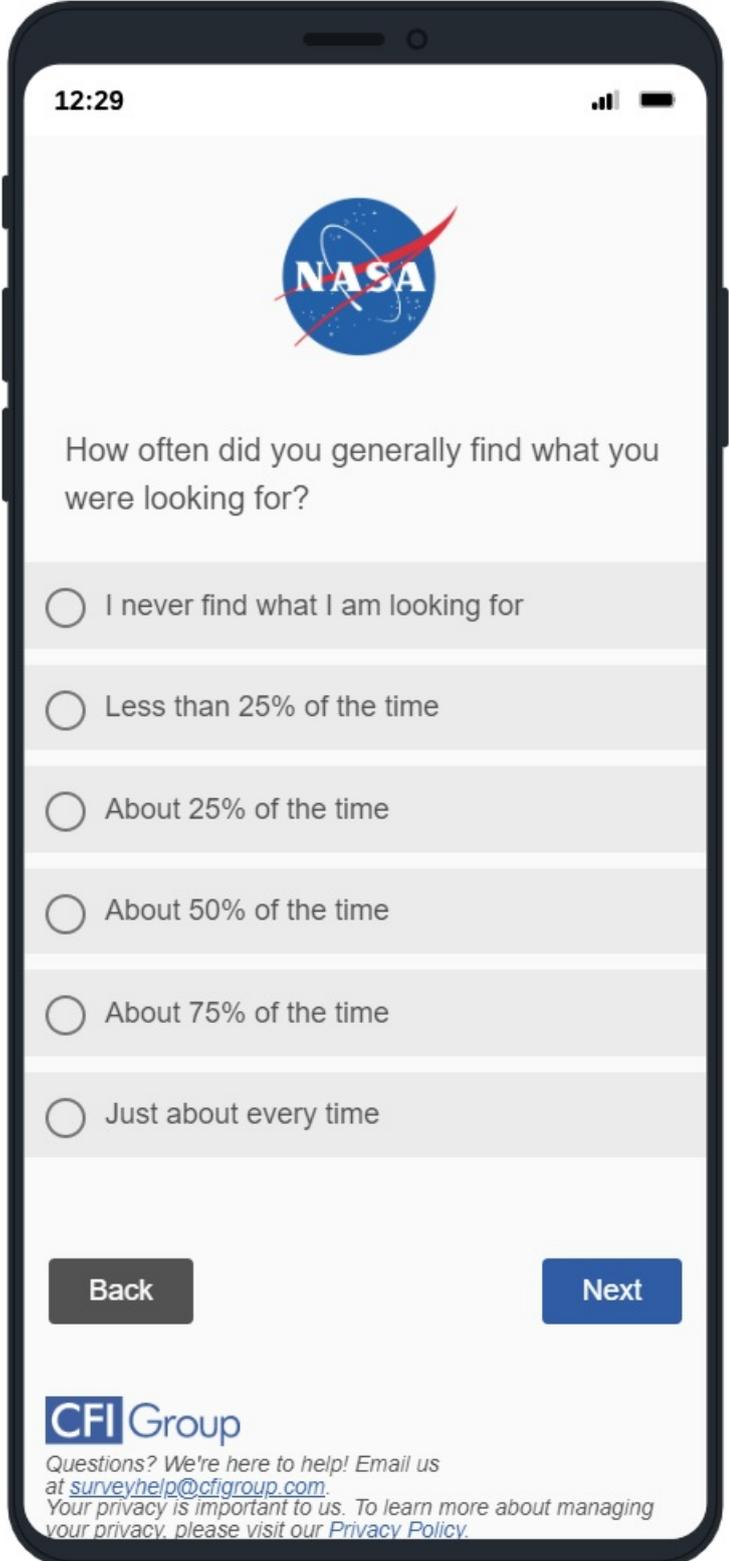 12:29
NASA
How often did you generally find what you
were looking for?
I never find what I am looking for
Less than 25% of the time
About 25% of the time
About 50% of the time
About 75% of the time
Just about every time
Back
Next
CFI Group
Questions? We're here to help! Email us
at surveyhelp@cfigroup.com.
Your privacy is important to us. To learn more about managing
your privacy, please visit our Privacy Policy.